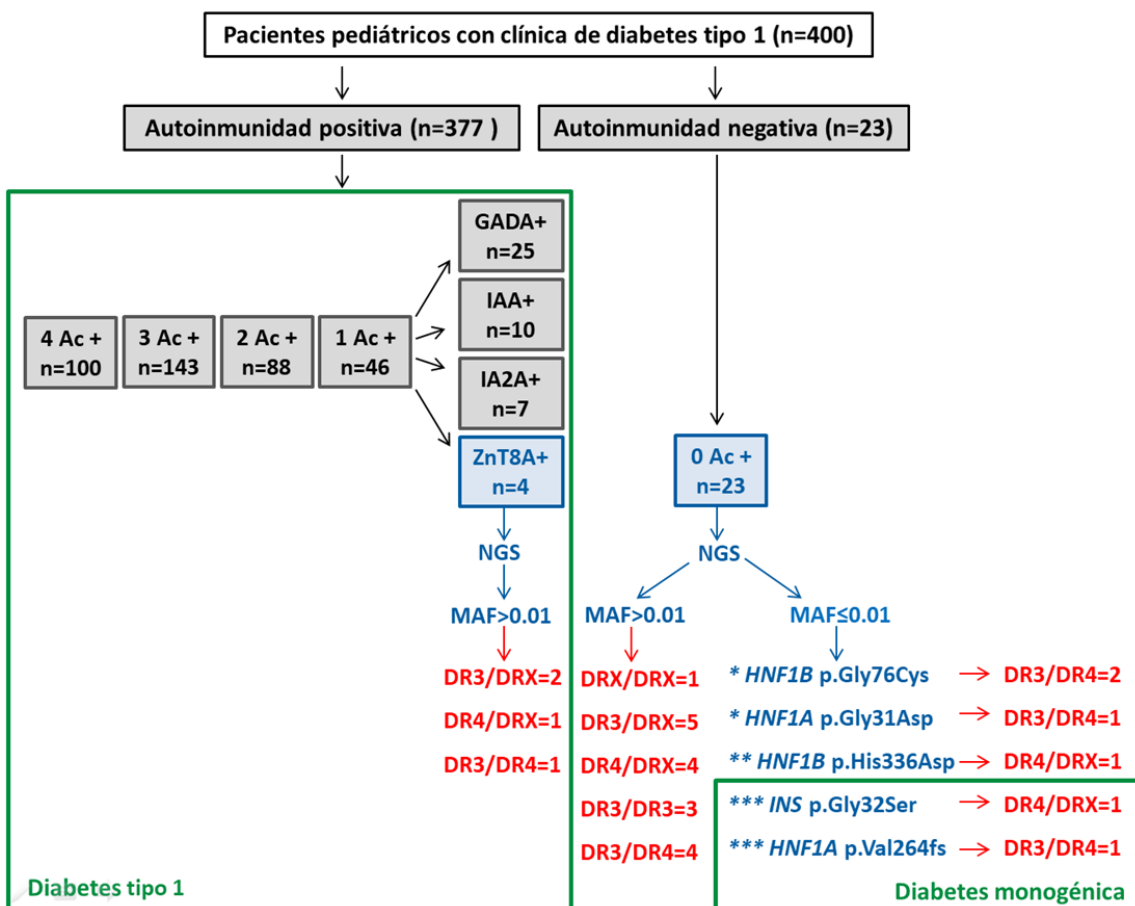 Pacientes pediátricos con clínica de diabetes tipo 1 (n=400)
Autoinmunidad positiva (n=377 )
Autoinmunidad negativa (n=23)
GADA+
n=25
IAA+
n=10
4 Ac +
n=100
3 Ac +
n=143
2 Ac +
n=88
1 Ac +
n=46
IA2A+
n=7
ZnT8A+
n=4
0 Ac +
n=23
NGS
NGS
MAF>0.01
MAF>0.01
MAF≤0.01
DR3/DRX=2
DR4/DRX=1
DR3/DR4=1
DRX/DRX=1
DR3/DRX=5
DR4/DRX=4
DR3/DR3=3
DR3/DR4=4
* HNF1B p.Gly76Cys → DR3/DR4=2
* HNF1A p.Gly31Asp → DR3/DR4=1
** HNF1B p.His336Asp → DR4/DRX=1
*** INS p.Gly32Ser → DR4/DRX=1
*** HNF1A p.Val264fs → DR3/DR4=1
Diabetes tipo 1
Diabetes monogénica